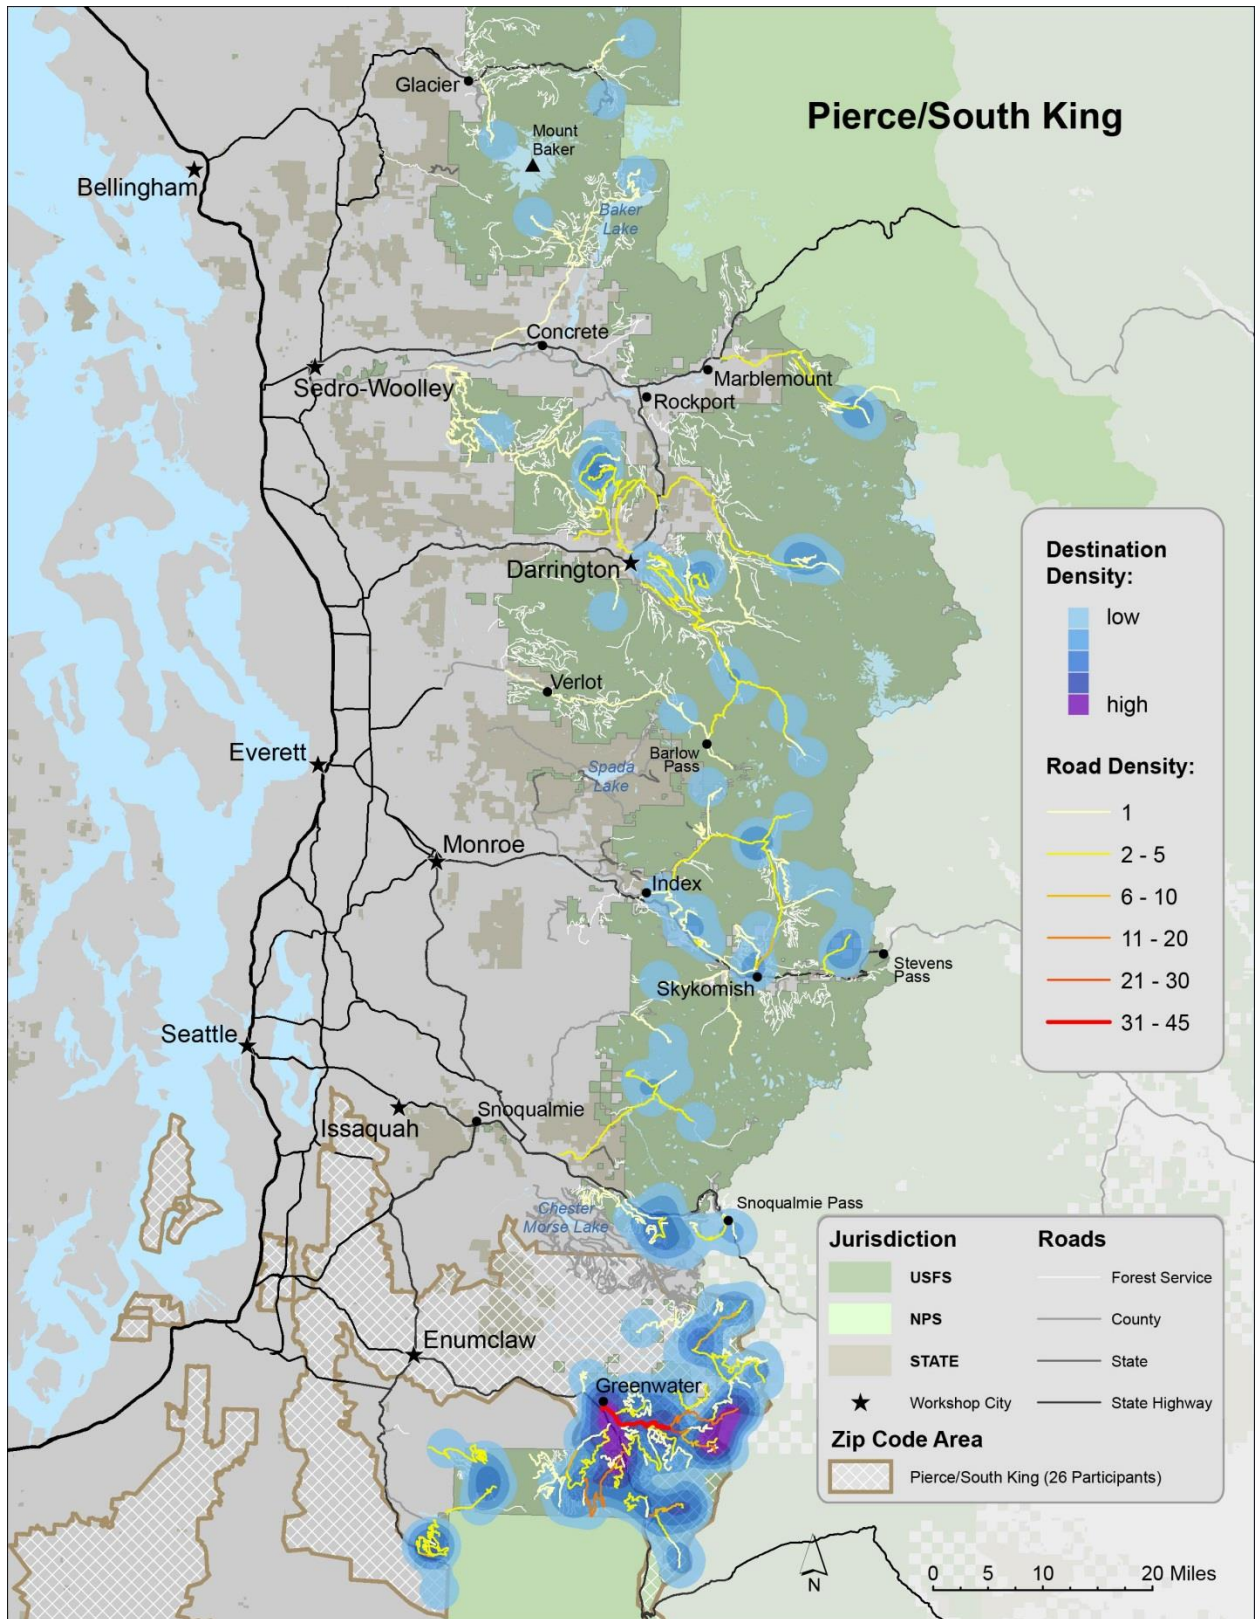 Pierce/South King
Glacier
Mount
Baker
Bellingham
Baker
Lake
Concrete
Sedro-Woolley
Marblemount
Rockport
Darrington
Verlot
Barlow
Pass
Everett
Spada
Lake
Monroe
Index
Stevens
Pass
Skykomish
Seattle
Issaquah
Snoqualmie
Chester
Morse Lake
Snoqualmie Pass
Enumclaw
Greenwater
Destination
Density:
low
high
Road Density:
1
2 - 5
6 - 10
11 - 20
21 - 30
31 - 45
Jurisdiction
USFS
NPS
STATE
Workshop City
Roads
Forest Service
County
State
State Highway
Zip Code Area
Pierce/South King (26 Participants)
N
0 5 10 20 Miles